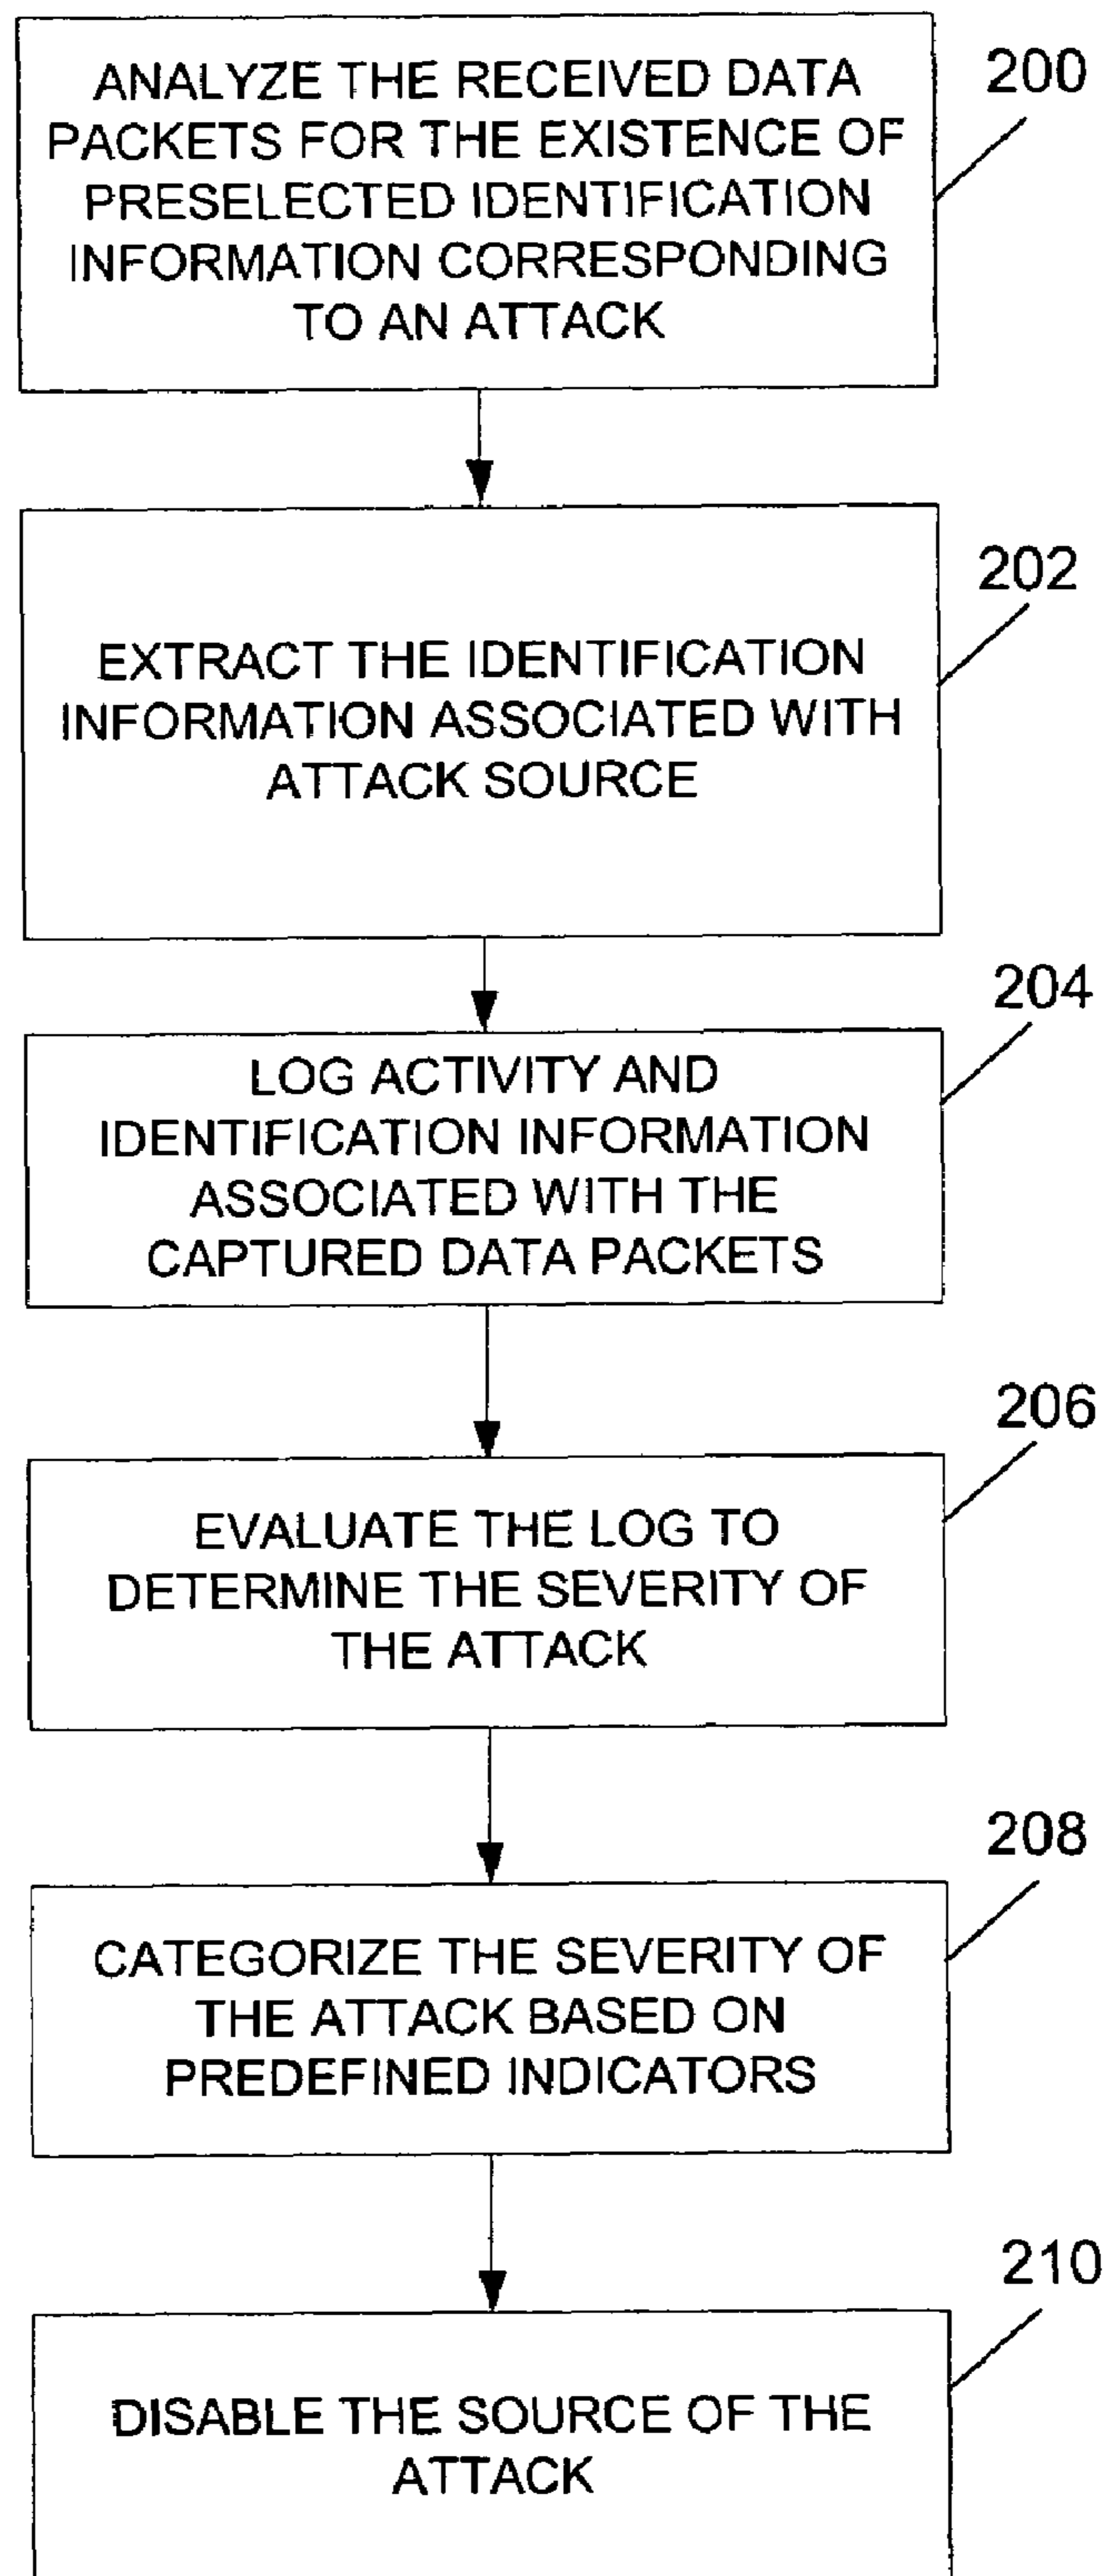 ANALYZE THE RECEIVED DATA
PACKETS FOR THE EXISTENCE OF
PRESELECTED IDENTIFICATION
INFORMATION CORRESPONDING
TO AN ATTACK
200
EXTRACT THE IDENTIFICATION
INFORMATION ASSOCIATED WITH
ATTACK SOURCE
202
LOG ACTIVITY AND
IDENTIFICATION INFORMATION
ASSOCIATED WITH THE
CAPTURED DATA PACKETS
204
EVALUATE THE LOG TO
DETERMINE THE SEVERITY OF
THE ATTACK
206
CATEGORIZE THE SEVERITY OF
THE ATTACK BASED ON
PREDEFINED INDICATORS
208
DISABLE THE SOURCE OF THE
ATTACK
210